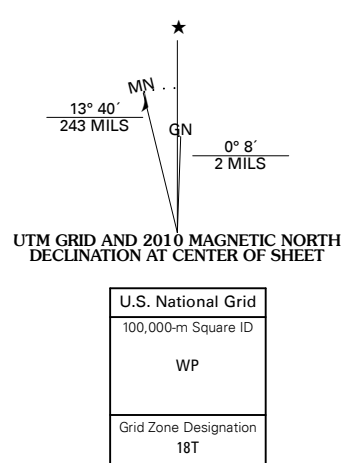 ★
MN
13° 40´
243 MILS
GN
0° 8´
2 MILS
UTM GRID AND 2010 MAGNETIC NORTH
DECLINATION AT CENTER OF SHEET
U.S. National Grid
100,000-m Square ID
WP
Grid Zone Designation
18T